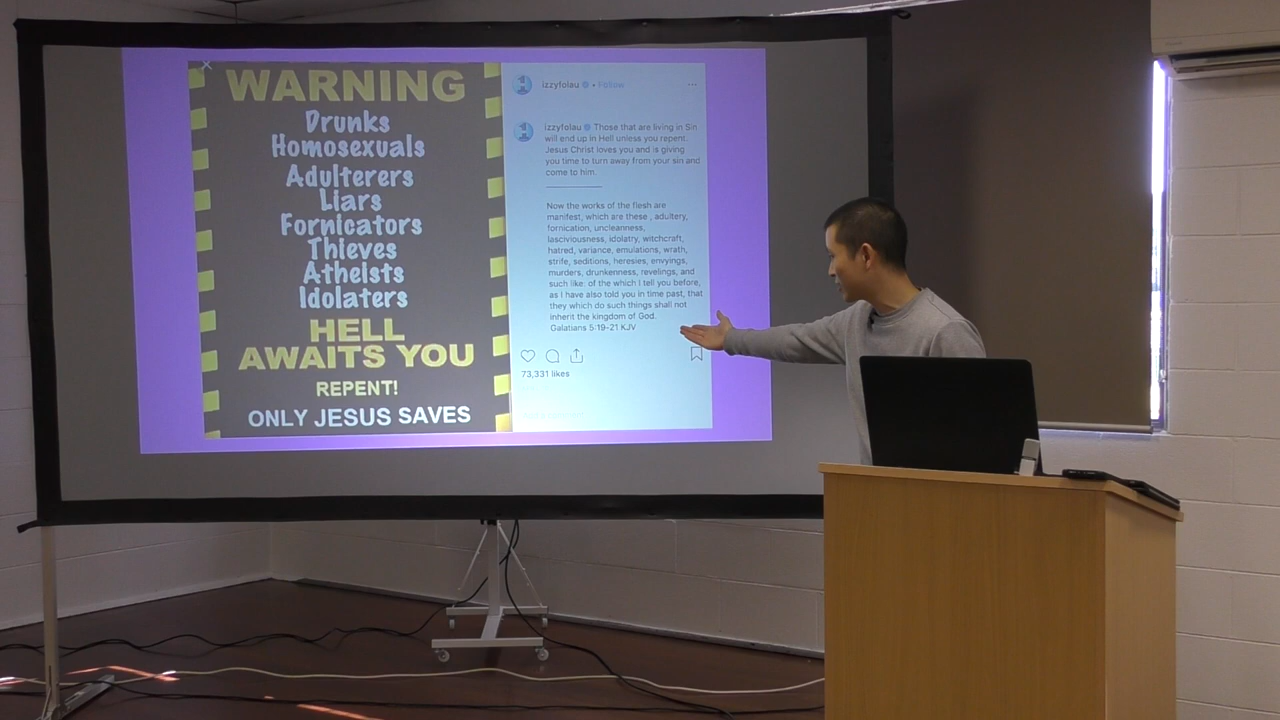 WARNING
Drunks
Homosexuals
Adulterers
Liars
Fornicators
Thieves
Atheists
Idolaters
HELL
AWAITS YOU
REPENT!
ONLY JESUS SAVES
izzyfolau • Follow
izzyfolau Those that are living in Sin
will end up in Hell unless you repent.
Jesus Christ loves you and is giving
you time to turn away from your sin and
come to him.
Now the works of the flesh are
manifest, which are these , adultery,
fornication, uncleanness,
lasciviousness, idolatry, witchcraft,
hatred, variance, emulations, wrath,
strife, seditions, heresies, envyings,
murders, drunkenness, revelings, and
such like: of the which I tell you before,
as I have also told you in time past, that
they which do such things shall not
inherit the kingdom of God.
Galatians 5:19-21 KJV
73,331 likes